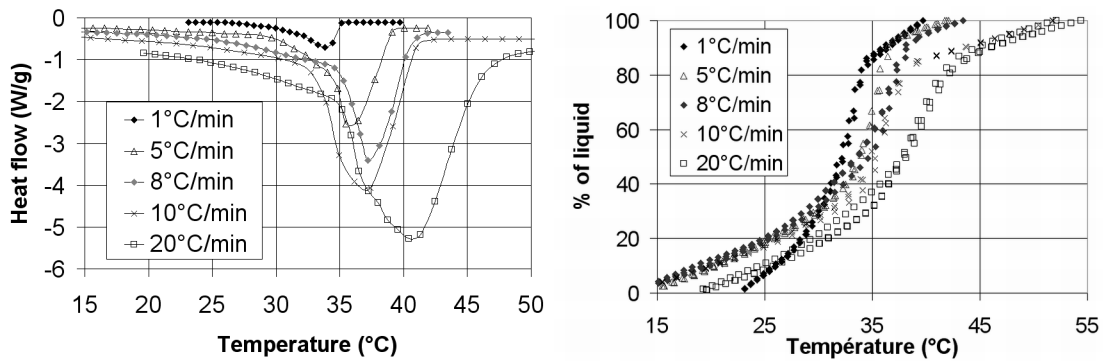 0
-1
-2
-3
-4
-5
-6
Heat flow (W/g)
1°C/min
5°C/min
8°C/min
10°C/min
20°C/min
15 20 25 30 35 40 45 50
Temperature (°C)
100
80
60
40
20
0
% of liquid
1°C/min
5°C/min
8°C/min
10°C/min
20°C/min
15 25 35 45 55
Température (°C)